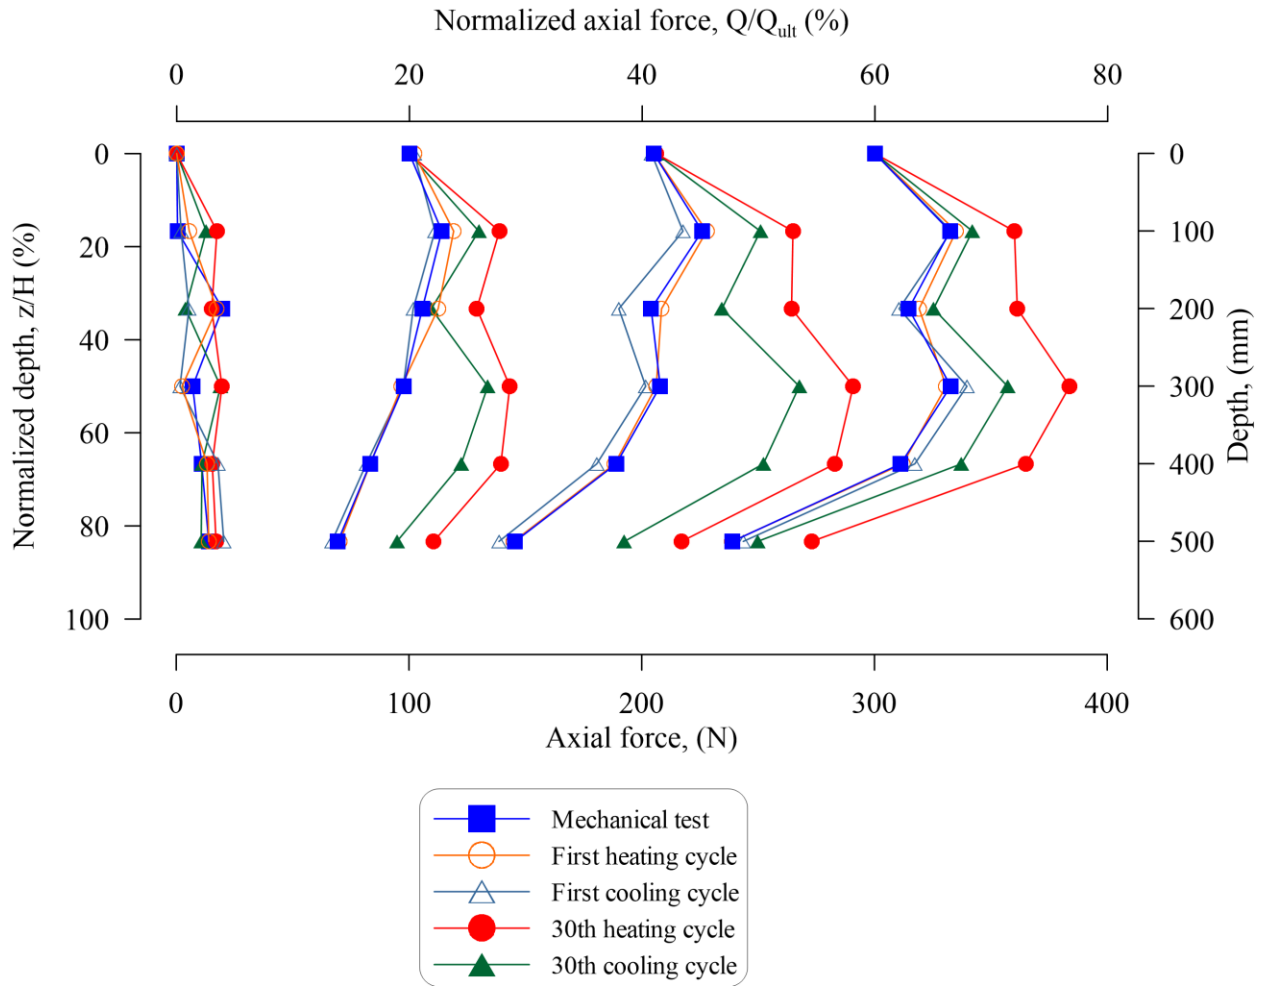 Normalized axial force, Q/Qult (%)
0 20 40 60 80
Normalized depth, z/H (%)
0
20
40
60
80
100
0
100
200
300
400
500
600
Depth, (mm)
0 100 200 300 400
Axial force, (N)
Mechanical test
First heating cycle
First cooling cycle
30th heating cycle
30th cooling cycle